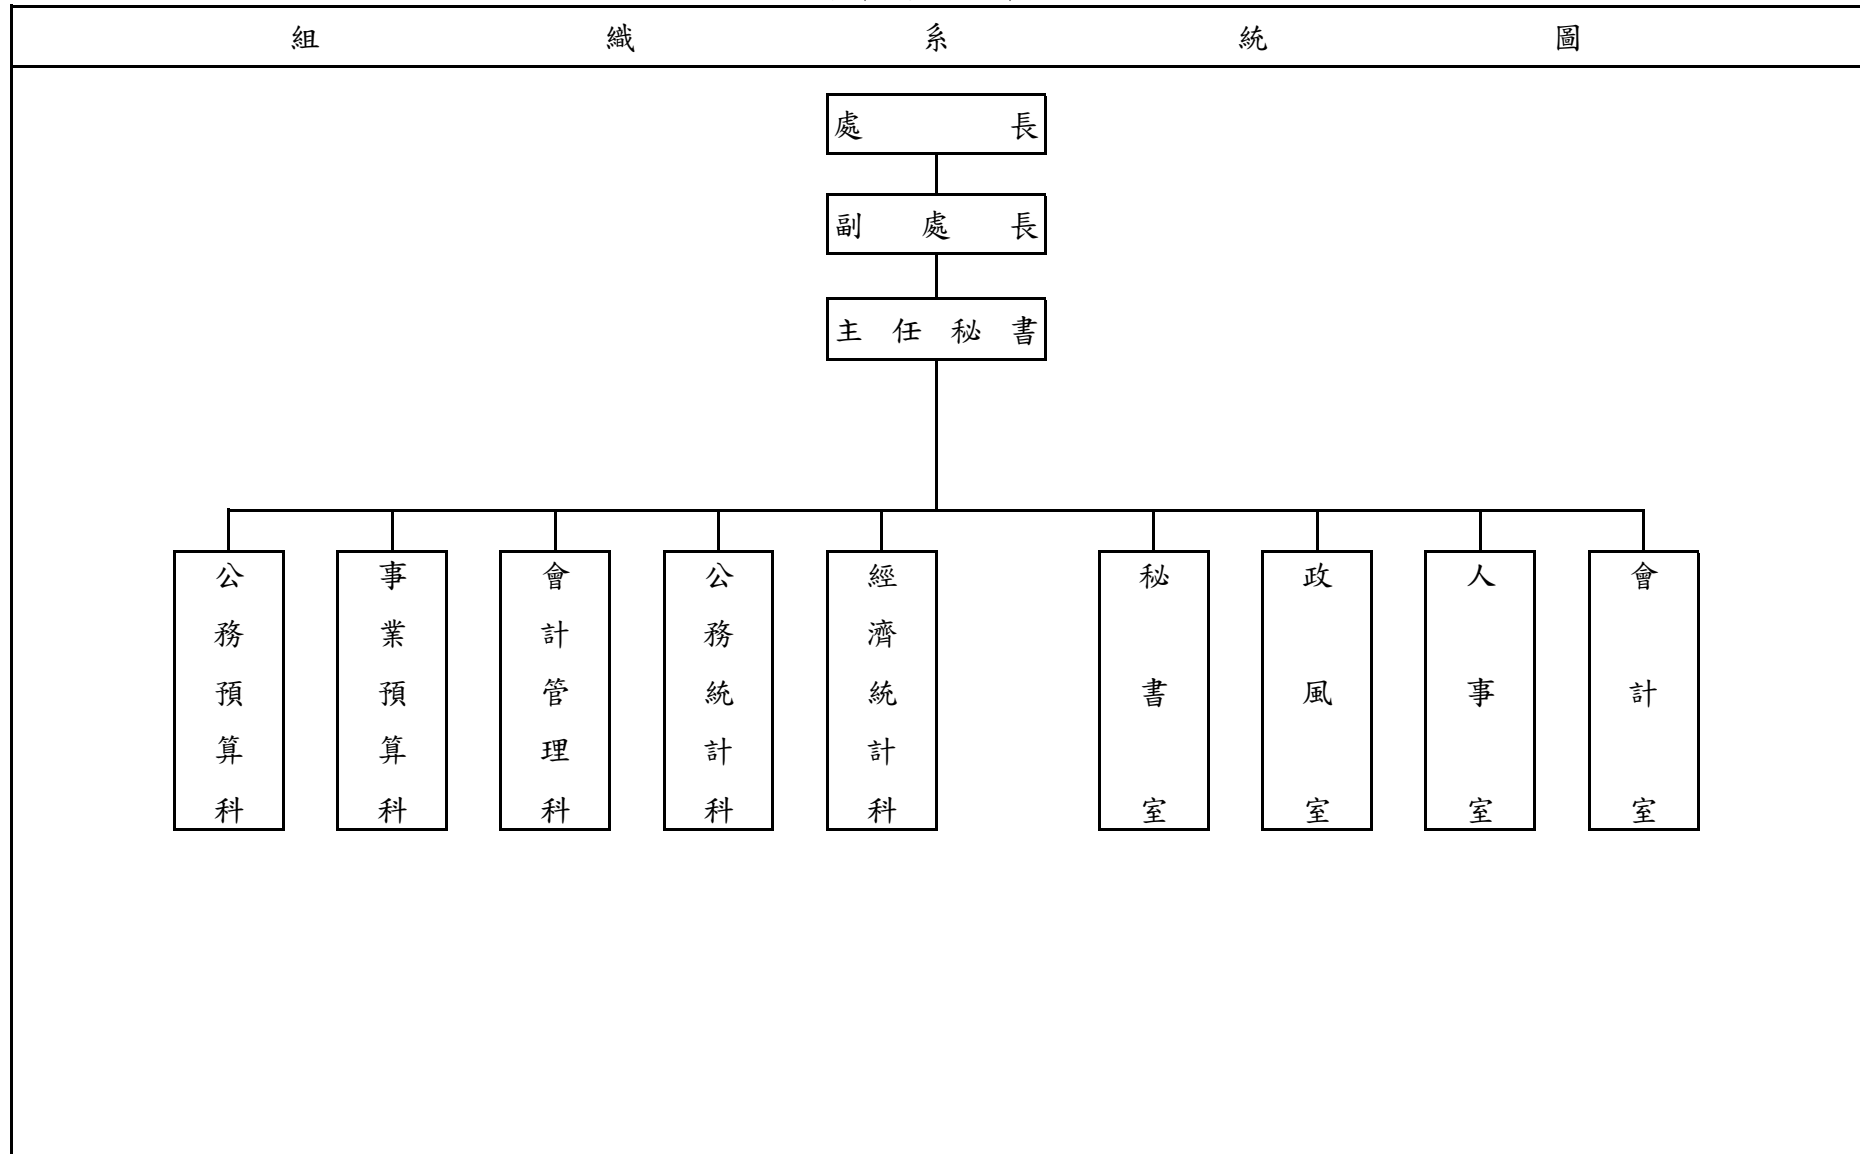 組織系統圖
處長
副處長
主任秘書
公務預算科
事業預算科
會計管理科
公務統計科
經濟統計科
秘書室
政風室
人事室
會計室